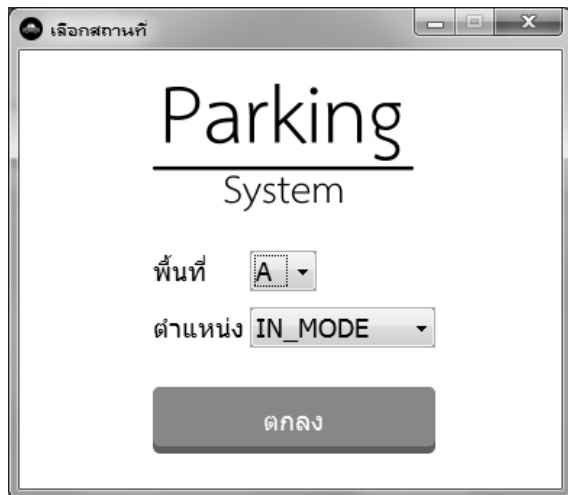 เลือกสถานที่
Parking
System
พื้นที่ A
ตำแหน่ง IN_MODE
ตกลง